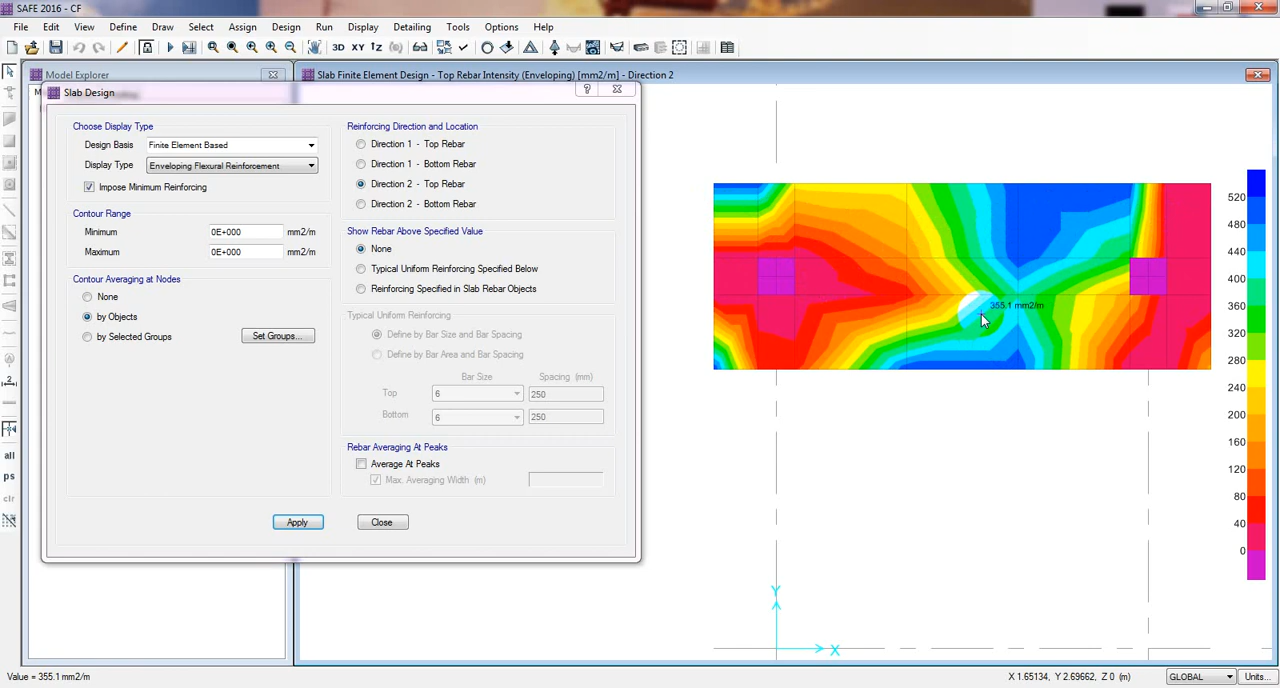 SAFE 2016 - CF
File Edit View Define Draw Select Assign Design Run Display Detailing Tools Options Help
3D XY
Model Explorer
Slab Finite Element Design - Top Rebar Intensity (Enveloping) [mm2/m] - Direction 2
Slab Design
Choose Display Type
Design Basis Finite Element Based
Display Type Enveloping Flexural Reinforcement
Impose Minimum Reinforcing
Contour Range
Minimum 0E+000 mm2/m
Maximum 0E+000 mm2/m
Contour Averaging at Nodes
None
by Objects
by Selected Groups Set Groups...
Reinforcing Direction and Location
Direction 1 - Top Rebar
Direction 1 - Bottom Rebar
Direction 2 - Top Rebar
Direction 2 - Bottom Rebar
Show Rebar Above Specified Value
None
Typical Uniform Reinforcing Specified Below
Reinforcing Specified in Slab Rebar Objects
Typical Uniform Reinforcing
Define by Bar Size and Bar Spacing
Define by Bar Area and Bar Spacing
Bar Size Spacing (mm)
Top 6 250
Bottom 6 250
Rebar Averaging At Peaks
Average At Peaks
Max. Averaging Width (m)
Apply Close
355.1 mm2/m
520
480
440
400
360
320
280
240
200
160
120
80
40
0
Y
X
all
ps
clr
Value = 355.1 mm2/m
X 1.65134, Y 2.69662, Z 0 (m)
GLOBAL
Units...